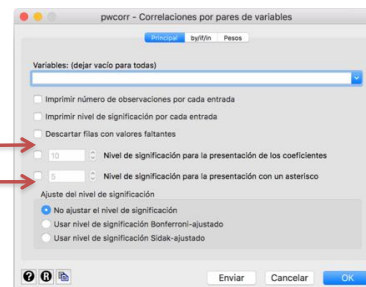 pwcorr - Correlaciones por pares de variables
Principal by/if/in Pesos
Variables: (dejar vacío para todas)
Imprimir número de observaciones por cada entrada
Imprimir nivel de significación por cada entrada
Descartar filas con valores faltantes
10 Nivel de significación para la presentación de los coeficientes
5 Nivel de significación para la presentación con un asterisco
Ajuste del nivel de significación
No ajustar el nivel de significación
Usar nivel de significación Bonferroni-ajustado
Usar nivel de significación Sidak-ajustado
? R Enviar Cancelar OK